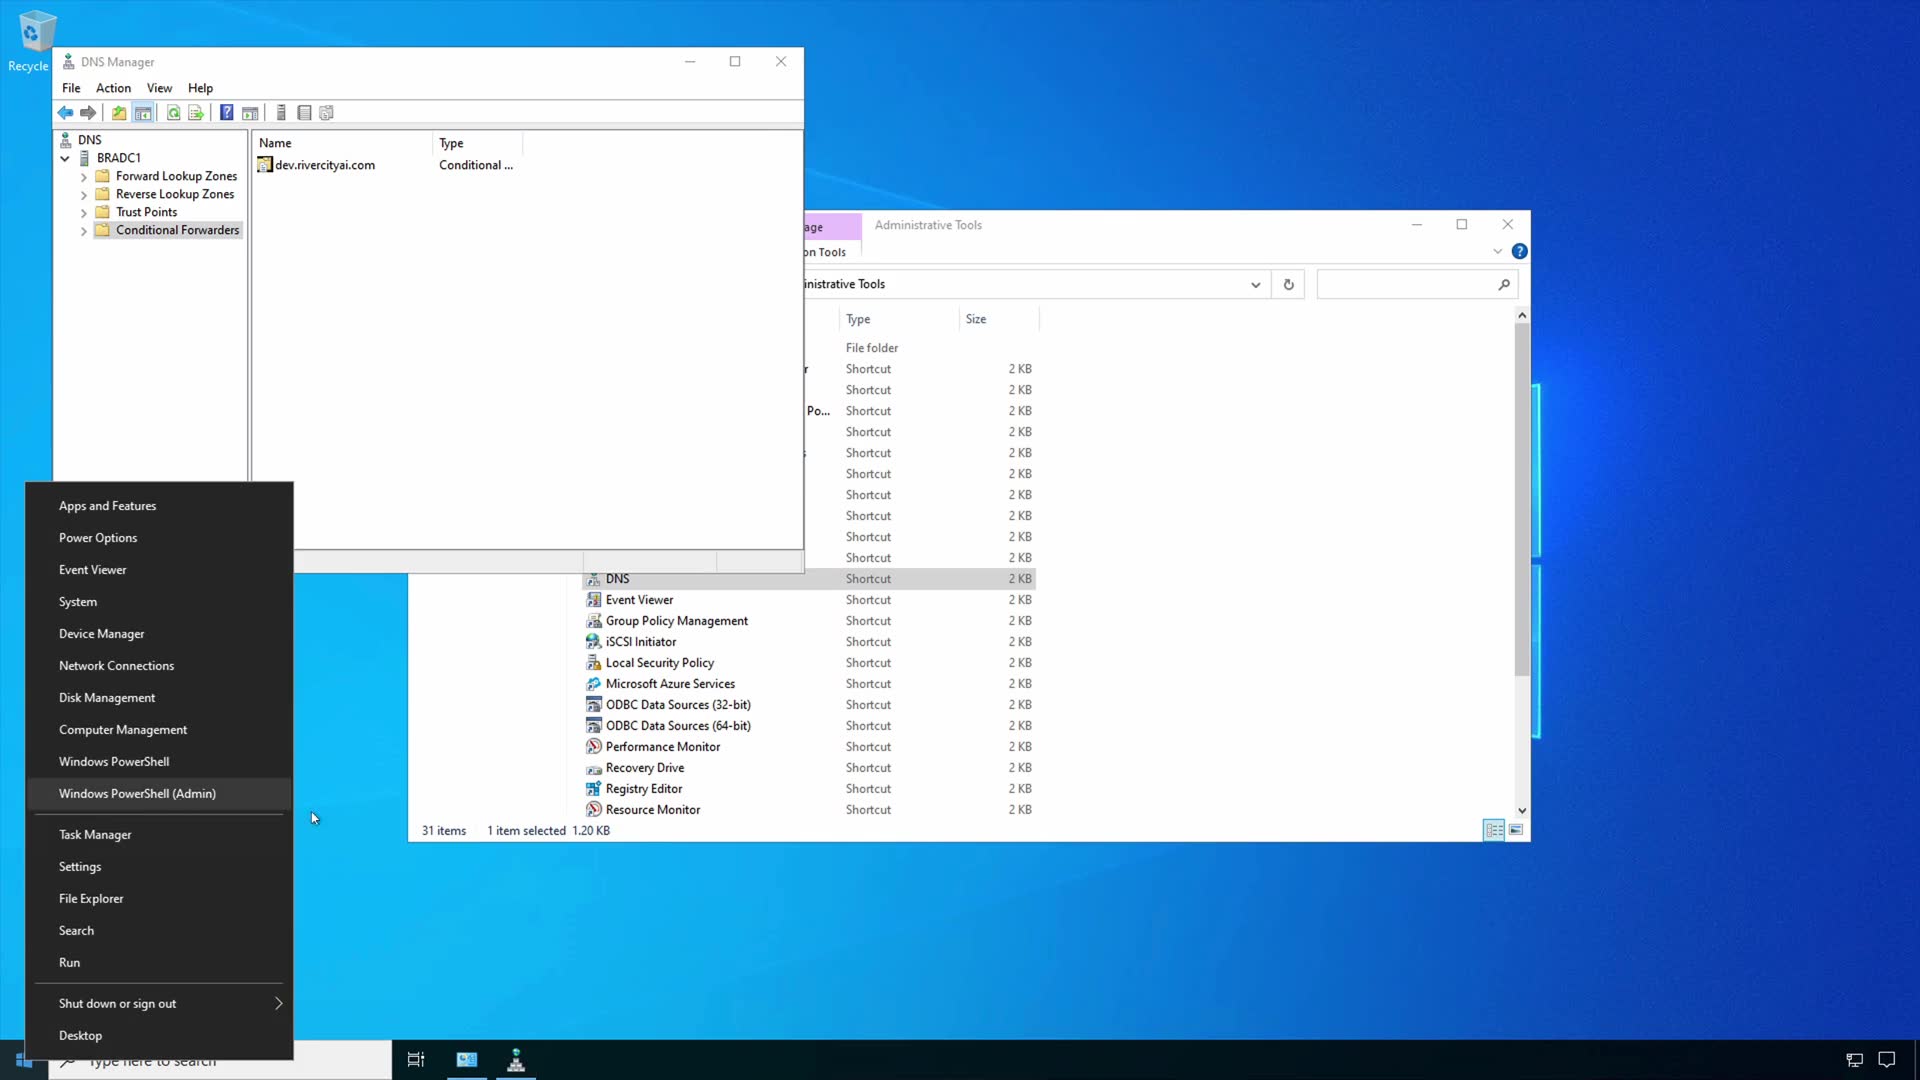 Recycle
DNS Manager
File Action View Help
DNS
BRADC1
Forward Lookup Zones
Reverse Lookup Zones
Trust Points
Conditional Forwarders
Name Type
dev.rivercityai.com Conditional ...
age
Administrative Tools
on Tools
inistrative Tools
Type Size
File folder
r Shortcut 2 KB
Shortcut 2 KB
Po... Shortcut 2 KB
Shortcut 2 KB
s Shortcut 2 KB
Shortcut 2 KB
Shortcut 2 KB
Shortcut 2 KB
Shortcut 2 KB
Shortcut 2 KB
DNS Shortcut 2 KB
Event Viewer Shortcut 2 KB
Group Policy Management Shortcut 2 KB
iSCSI Initiator Shortcut 2 KB
Local Security Policy Shortcut 2 KB
Microsoft Azure Services Shortcut 2 KB
ODBC Data Sources (32-bit) Shortcut 2 KB
ODBC Data Sources (64-bit) Shortcut 2 KB
Performance Monitor Shortcut 2 KB
Recovery Drive Shortcut 2 KB
Registry Editor Shortcut 2 KB
Resource Monitor Shortcut 2 KB
31 items 1 item selected 1.20 KB
Apps and Features
Power Options
Event Viewer
System
Device Manager
Network Connections
Disk Management
Computer Management
Windows PowerShell
Windows PowerShell (Admin)
Task Manager
Settings
File Explorer
Search
Run
Shut down or sign out
Desktop
Type here to search